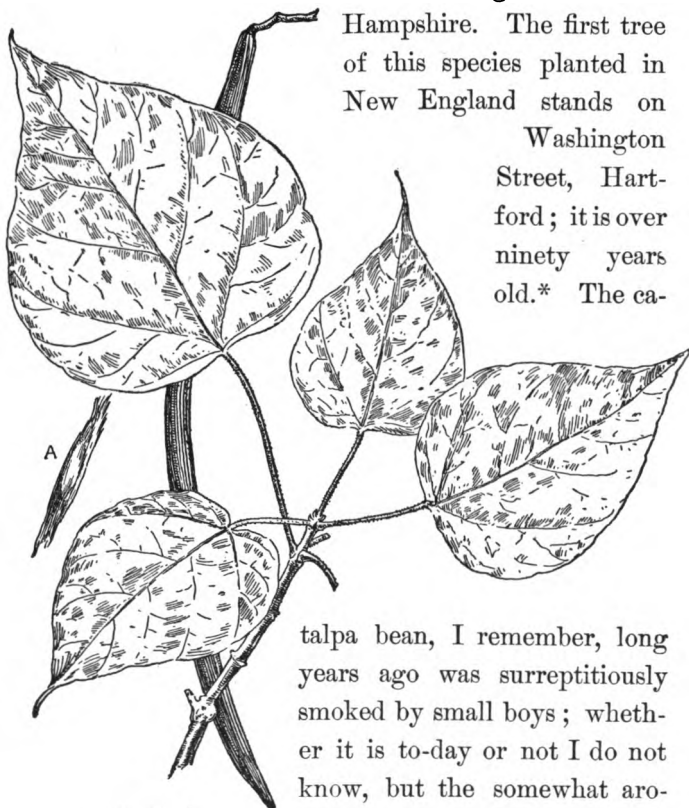 Hampshire. The first tree
of this species planted in
New England stands on
Washington
Street, Hart-
ford; it is over
ninety years
old.* The ca-
A
talpa bean, I remember, long
years ago was surreptitiously
smoked by small boys; wheth-
er it is to-day or not I do not
know, but the somewhat aro-